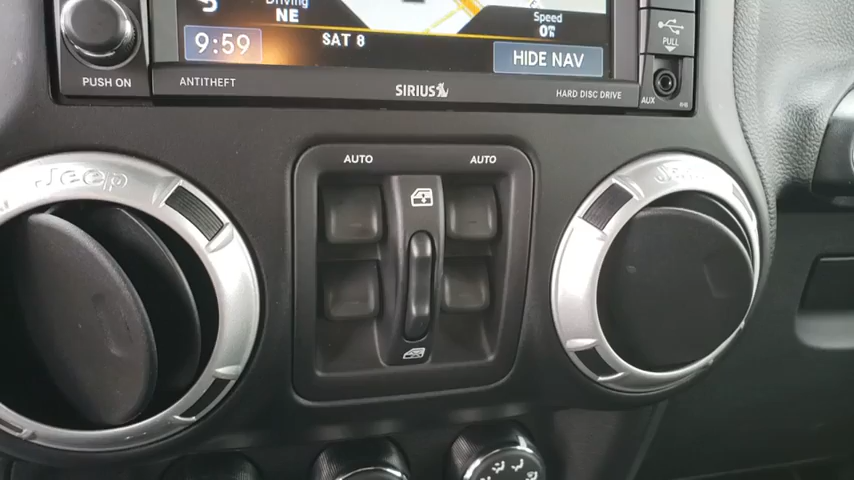 Driving
NE
Speed
0
9:59
SAT 8
HIDE NAV
PULL
PUSH ON
ANTITHEFT
SIRIUS
HARD DISC DRIVE
AUX
AUTO
AUTO
Jeep